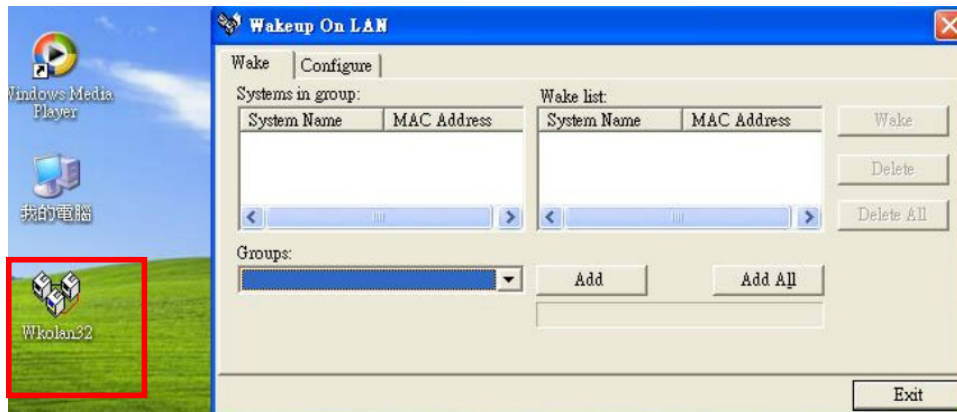 Windows Media
Player
我的電腦
Wkolan32
Wakeup On LAN
Wake
Configure
Systems in group:
System Name
MAC Address
Wake list:
System Name
MAC Address
Wake
Delete
Delete All
Groups:
Add
Add All
Exit